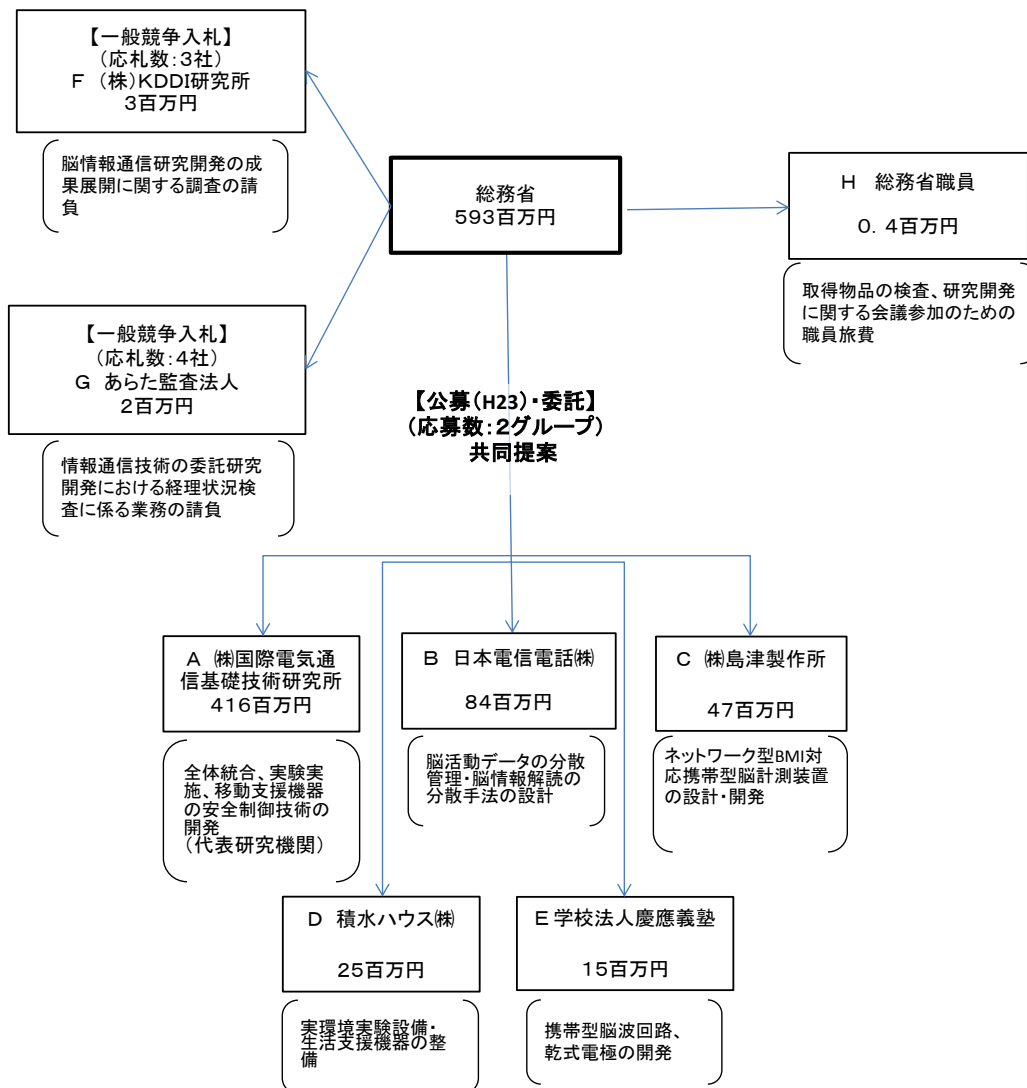 【一般競争入札】
(応札数:3社)
F (株)KDDI研究所
3百万円
脳情報通信研究開発の成
果展開に関する調査の請
負
総務省
593百万円
H 総務省職員
0.4百万円
取得物品の検査、研究開発
に関する会議参加のための
職員旅費
【一般競争入札】
(応札数:4社)
G あらた監査法人
2百万円
情報通信技術の委託研究
開発における経理状況検
査に係る業務の請負
【公募(H23)・委託】
(応募数:2グループ)
共同提案
A ㈱国際電気通
信基礎技術研究所
416百万円
全体統合、実験実
施、移動支援機器
の安全制御技術の
開発
(代表研究機関)
B 日本電信電話㈱
84百万円
脳活動データの分散
管理・脳情報解読の
分散手法の設計
C ㈱島津製作所
47百万円
ネットワーク型BMI対
応携帯型脳計測装置
の設計・開発
D 積水ハウス㈱
25百万円
実環境実験設備・
生活支援機器の整
備
E 学校法人慶應義塾
15百万円
携帯型脳波回路、
乾式電極の開発